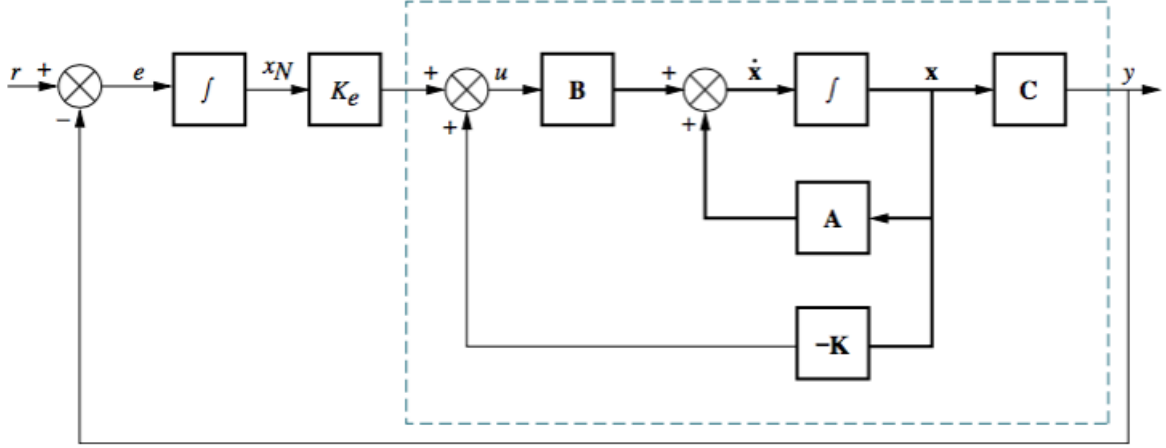 r + e ∫ x_N K_e + u B + ẋ ∫ x C y
− + +
A
−K